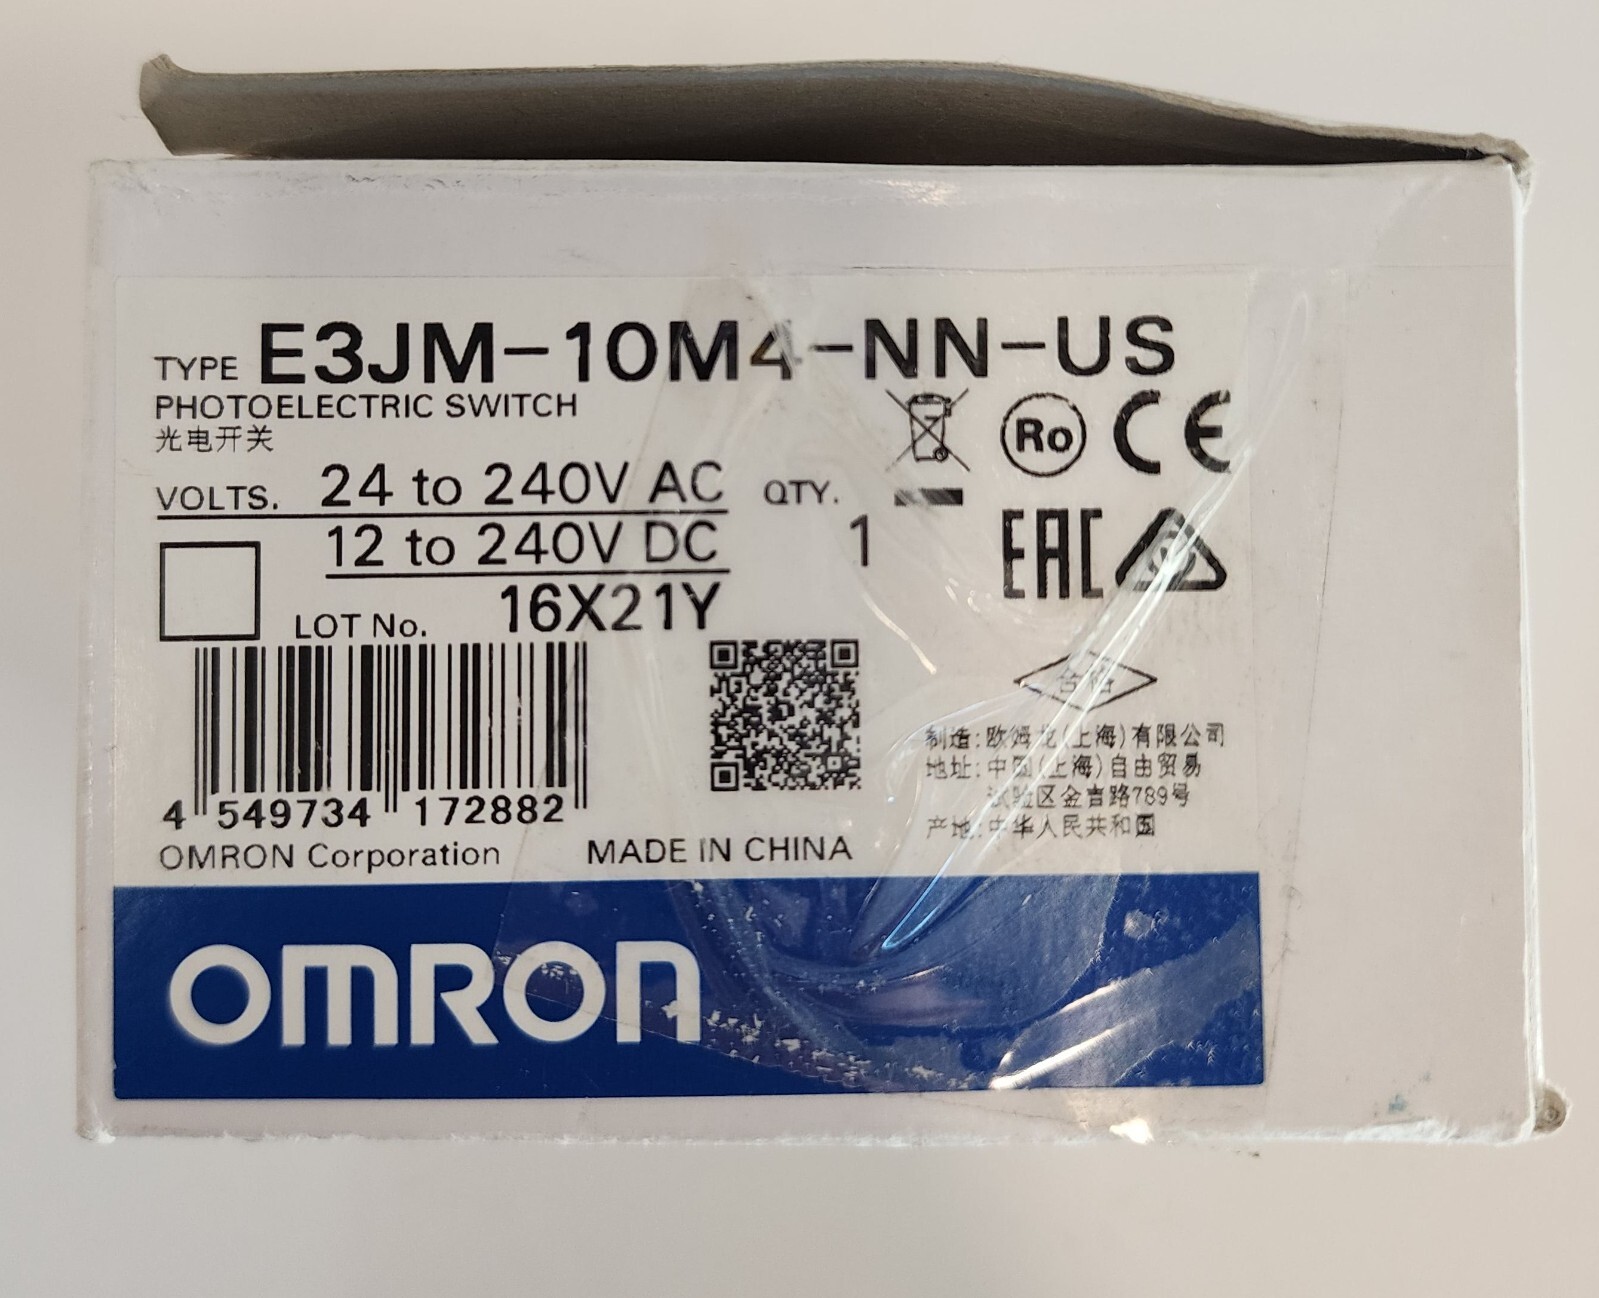 TYPE E3JM-10M4-NN-US
PHOTOELECTRIC SWITCH
光电开关
VOLTS. 24 to 240V AC QTY.
12 to 240V DC 1
LOT No. 16X21Y
Ro CE
EAC
合格
4 549734 172882
制造:欧姆龙(上海)有限公司
地址:中国(上海)自由贸易
试验区金吉路789号
产地:中华人民共和国
OMRON Corporation MADE IN CHINA
OMRON